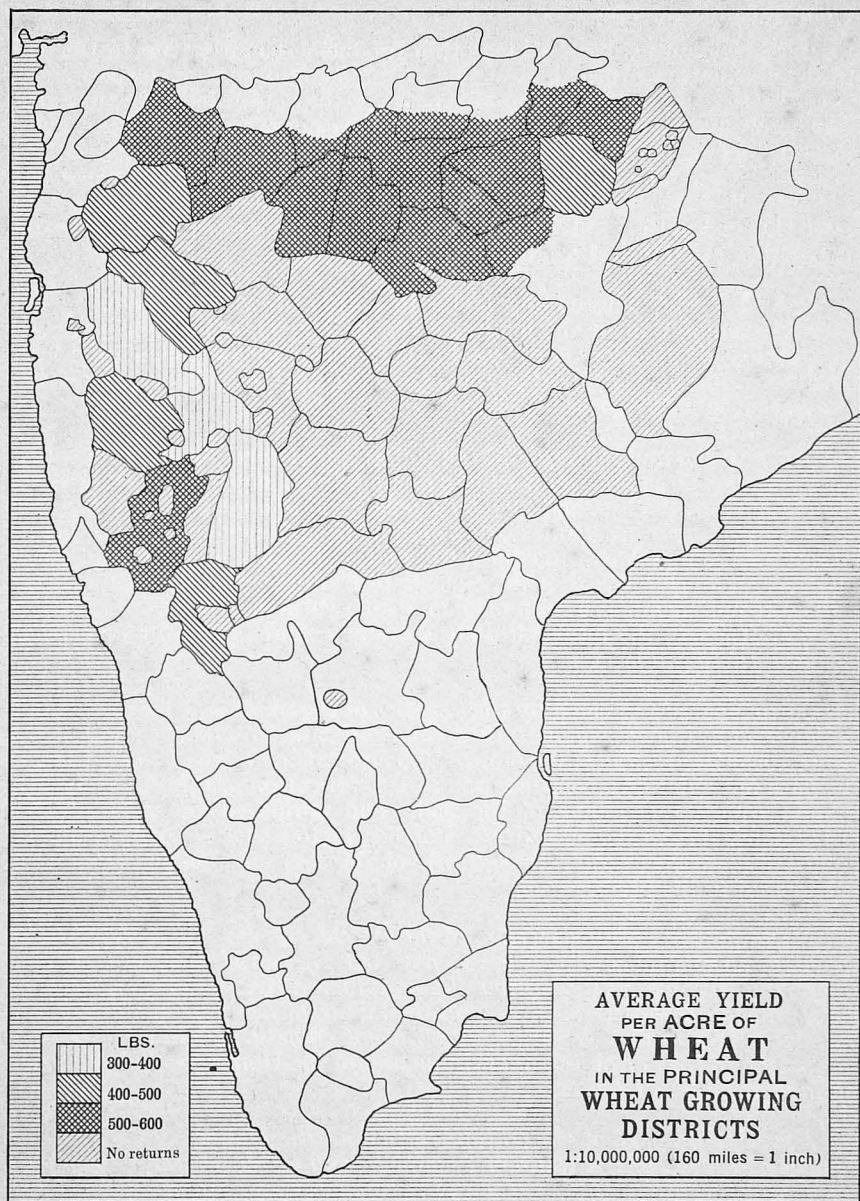 LBS.
300-400
400-500
500-600
No returns
AVERAGE YIELD
PER ACRE OF
WHEAT
IN THE PRINCIPAL
WHEAT GROWING
DISTRICTS
1:10,000,000 (160 miles = 1 inch)